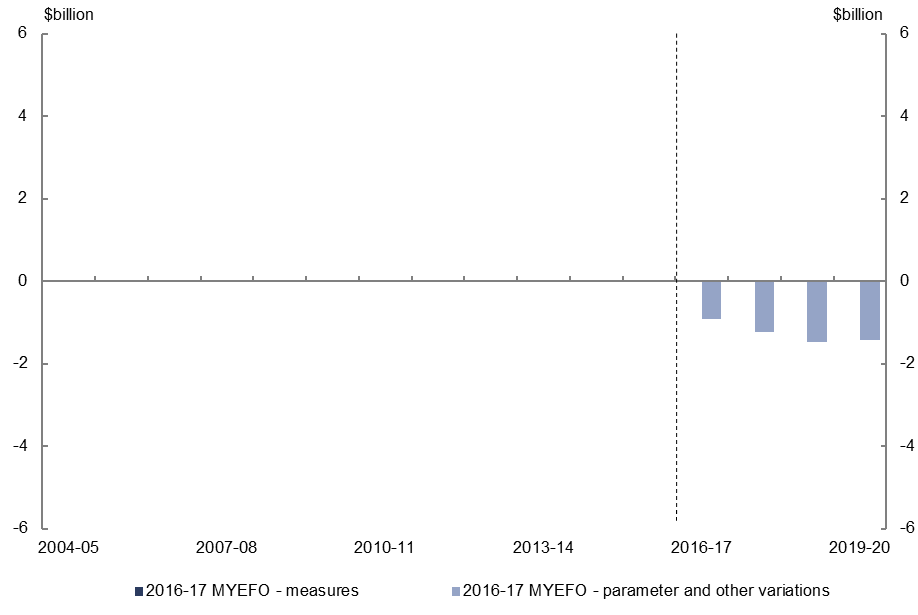 $billion $billion
6 6
4 4
2 2
0 0
-2 -2
-4 -4
-6 -6
2004-05 2007-08 2010-11 2013-14 2016-17 2019-20
2016-17 MYEFO - measures 2016-17 MYEFO - parameter and other variations